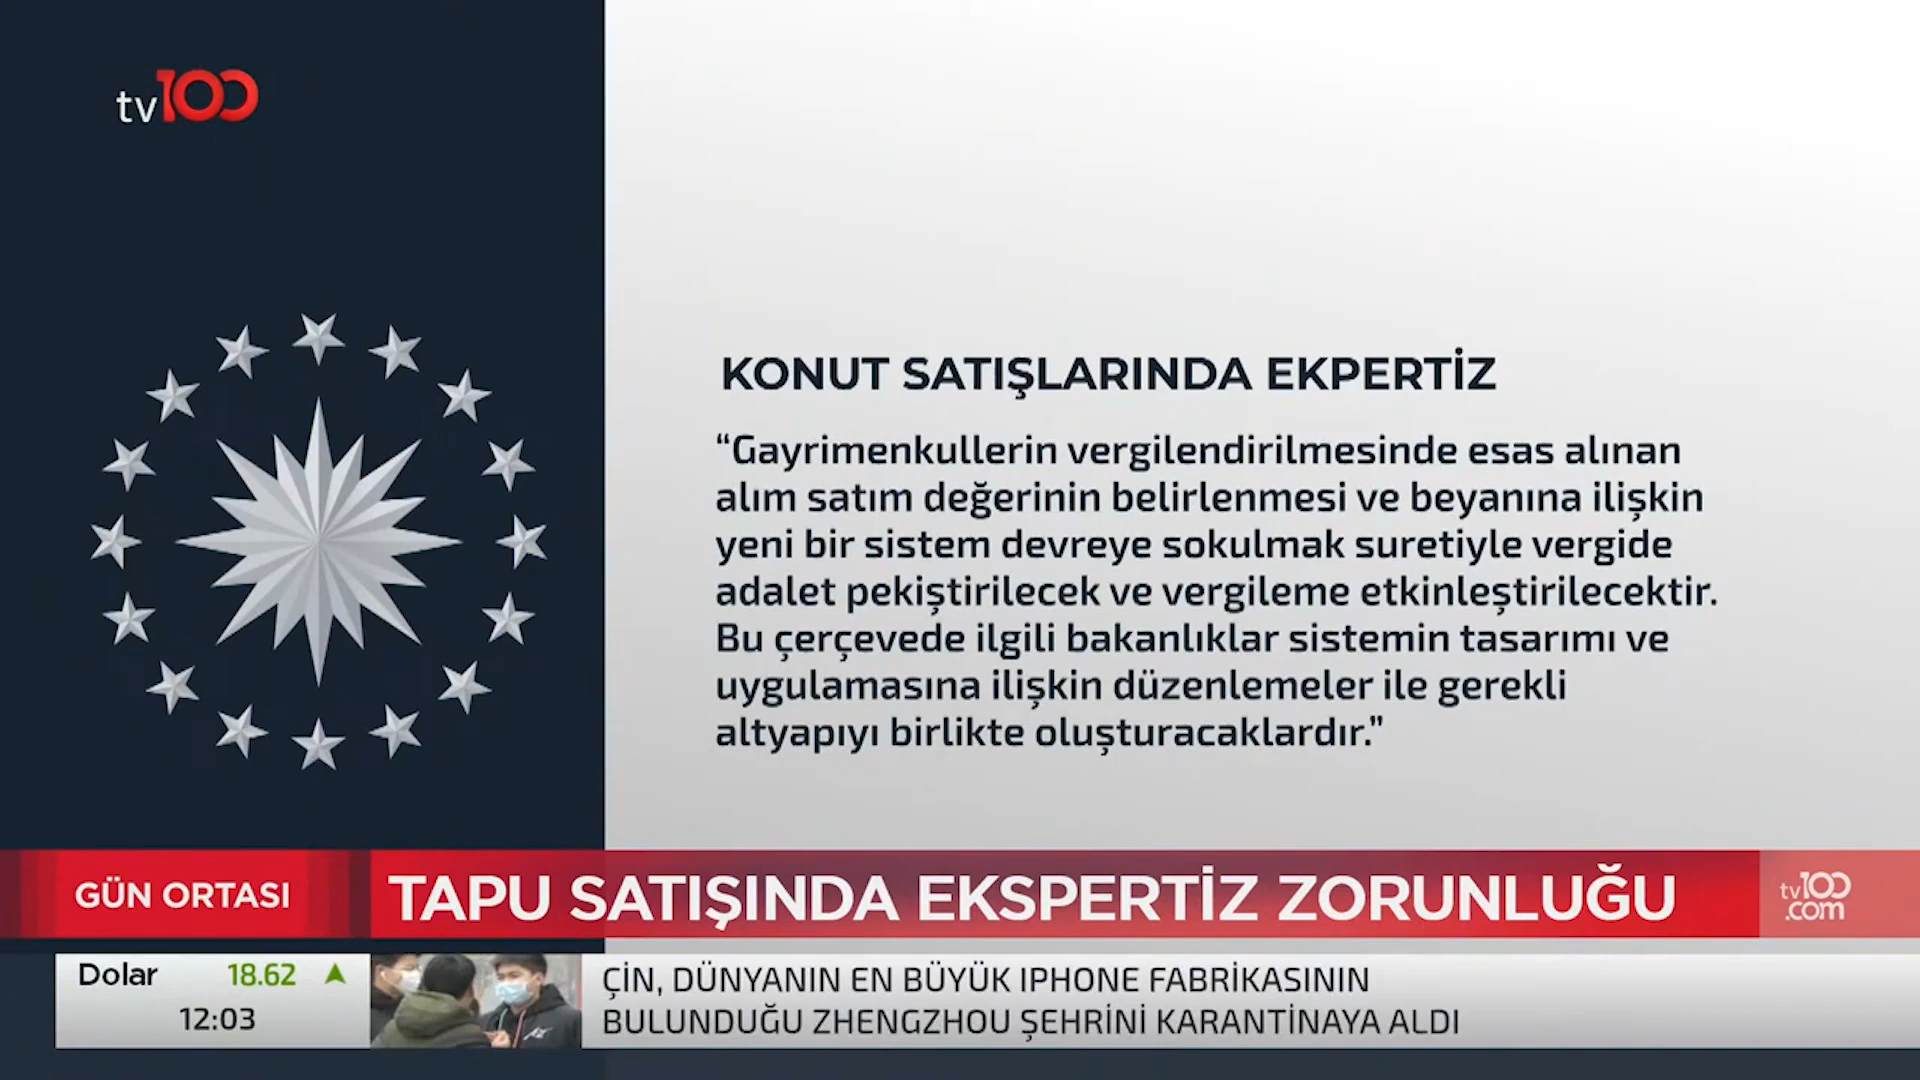 tv100
KONUT SATIŞLARINDA EKPERTİZ
“Gayrimenkullerin vergilendirilmesinde esas alınan
alım satım değerinin belirlenmesi ve beyanına ilişkin
yeni bir sistem devreye sokulmak suretiyle vergide
adalet pekiştirilecek ve vergileme etkinleştirilecektir.
Bu çerçevede ilgili bakanlıklar sistemin tasarımı ve
uygulamasına ilişkin düzenlemeler ile gerekli
altyapıyı birlikte oluşturacaklardır.”
GÜN ORTASI
TAPU SATIŞINDA EKSPERTİZ ZORUNLUĞU
tv100
.com
Dolar 18.62
12:03
ÇİN, DÜNYANIN EN BÜYÜK IPHONE FABRİKASININ
BULUNDUĞU ZHENGZHOU ŞEHRİNİ KARANTİNAYA ALDI